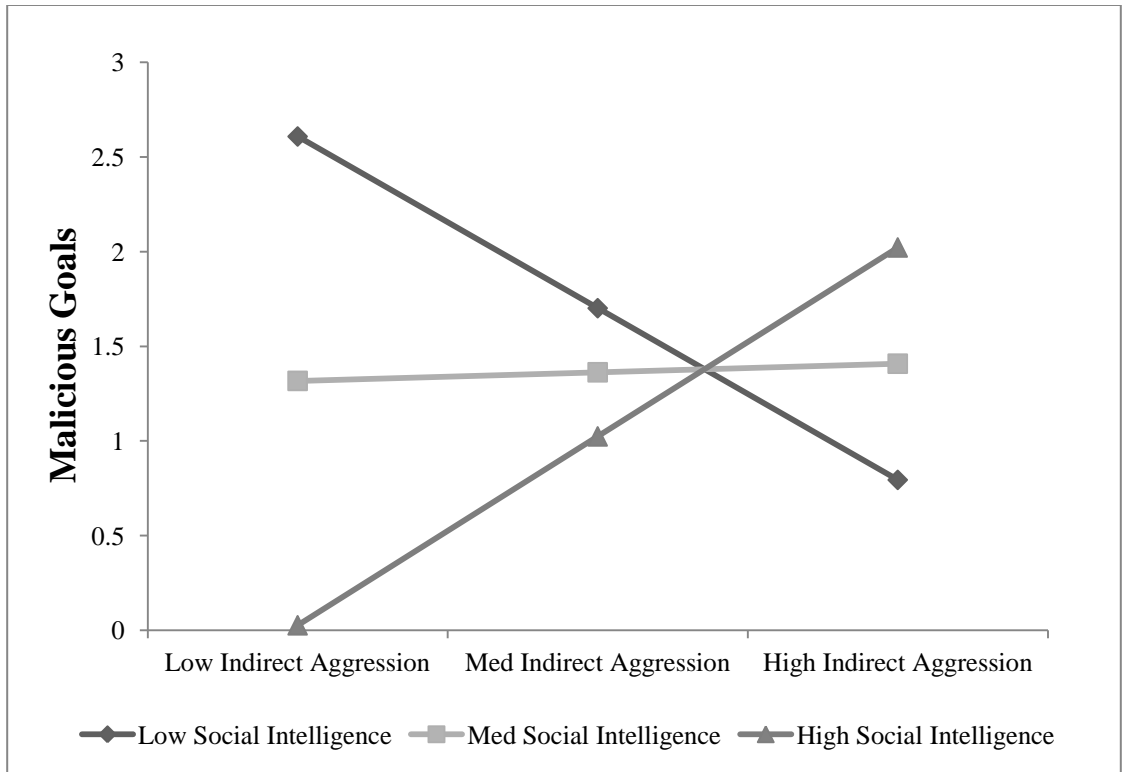 3
2.5
2
1.5
1
0.5
0
Malicious Goals
Low Indirect Aggression Med Indirect Aggression High Indirect Aggression
Low Social Intelligence Med Social Intelligence High Social Intelligence